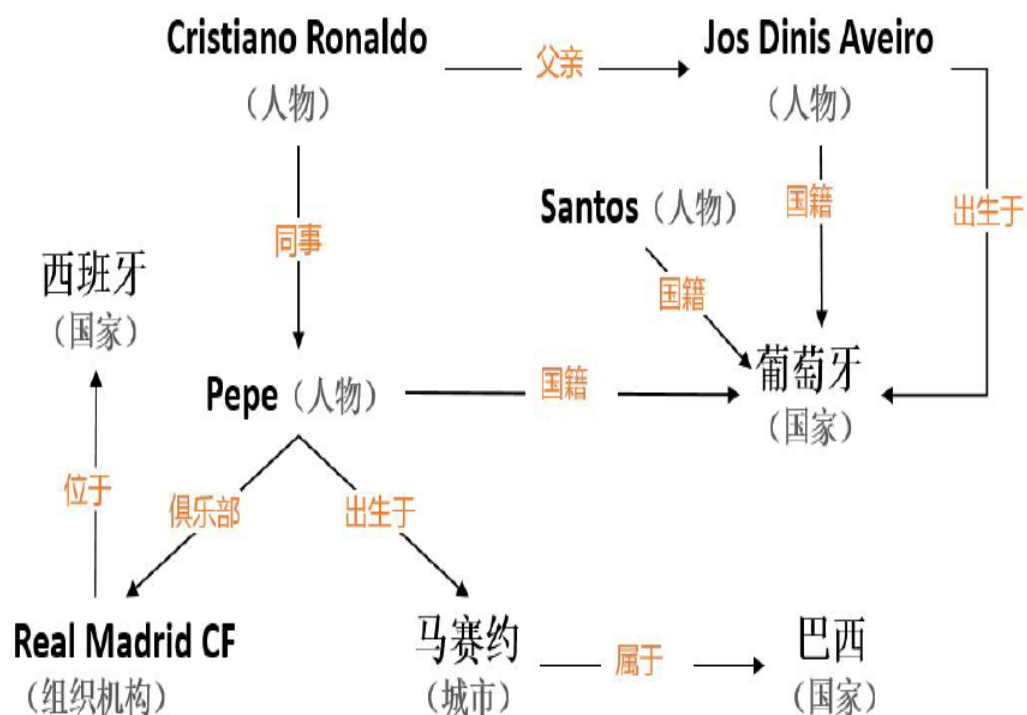 Cristiano Ronaldo
(人物)
父亲
Jos Dinis Aveiro
(人物)
同事
Santos(人物)
国籍
国籍
出生于
西班牙
(国家)
Pepe(人物)
国籍
葡萄牙
(国家)
位于
俱乐部
出生于
Real Madrid CF
(组织机构)
马赛约
(城市)
属于
巴西
(国家)